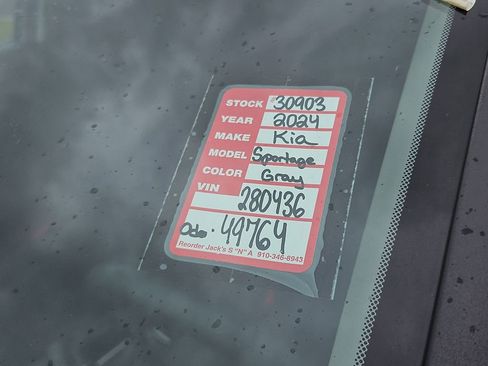 STOCK 30903
YEAR 2024
MAKE Kia
MODEL Sportage
COLOR Gray
VIN 280436
Odo. 49764
Reorder Jack's S "N" A 910-346-8943